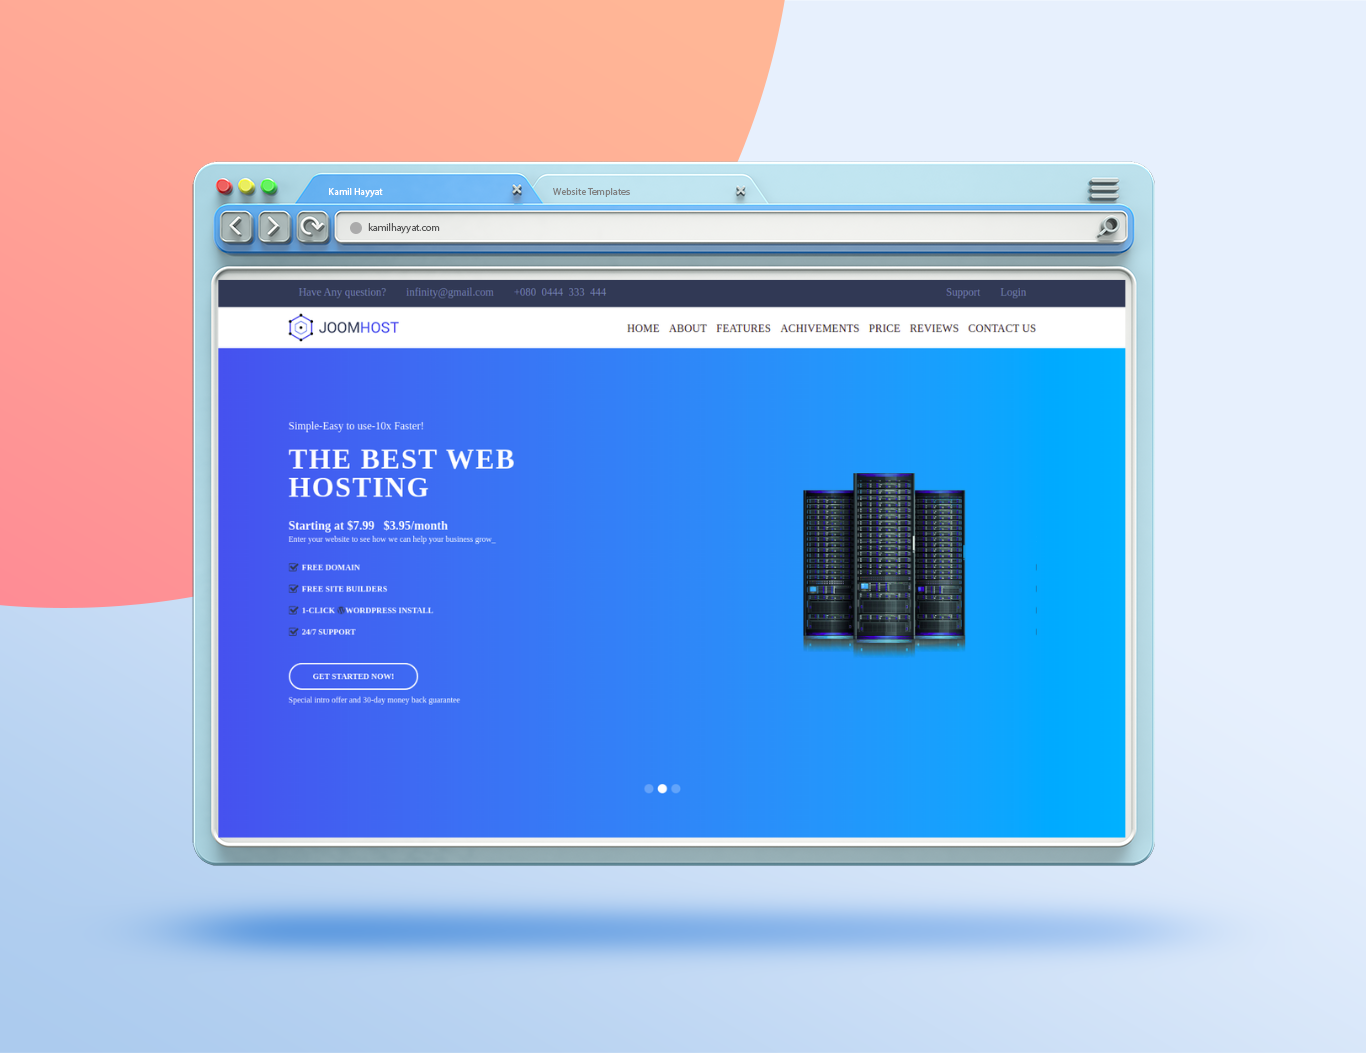 Kamil Hayyat
Website Templates
kamilhayyat.com
Have Any question? infinity@gmail.com +080 0444 333 444 Support Login
JOOMHOST HOME ABOUT FEATURES ACHIVEMENTS PRICE REVIEWS CONTACT US
Simple-Easy to use-10x Faster!
THE BEST WEB
HOSTING
Starting at $7.99 $3.95/month
Enter your website to see how we can help your business grow_
FREE DOMAIN
FREE SITE BUILDERS
1-CLICK WORDPRESS INSTALL
24/7 SUPPORT
GET STARTED NOW!
Special intro offer and 30-day money back guarantee